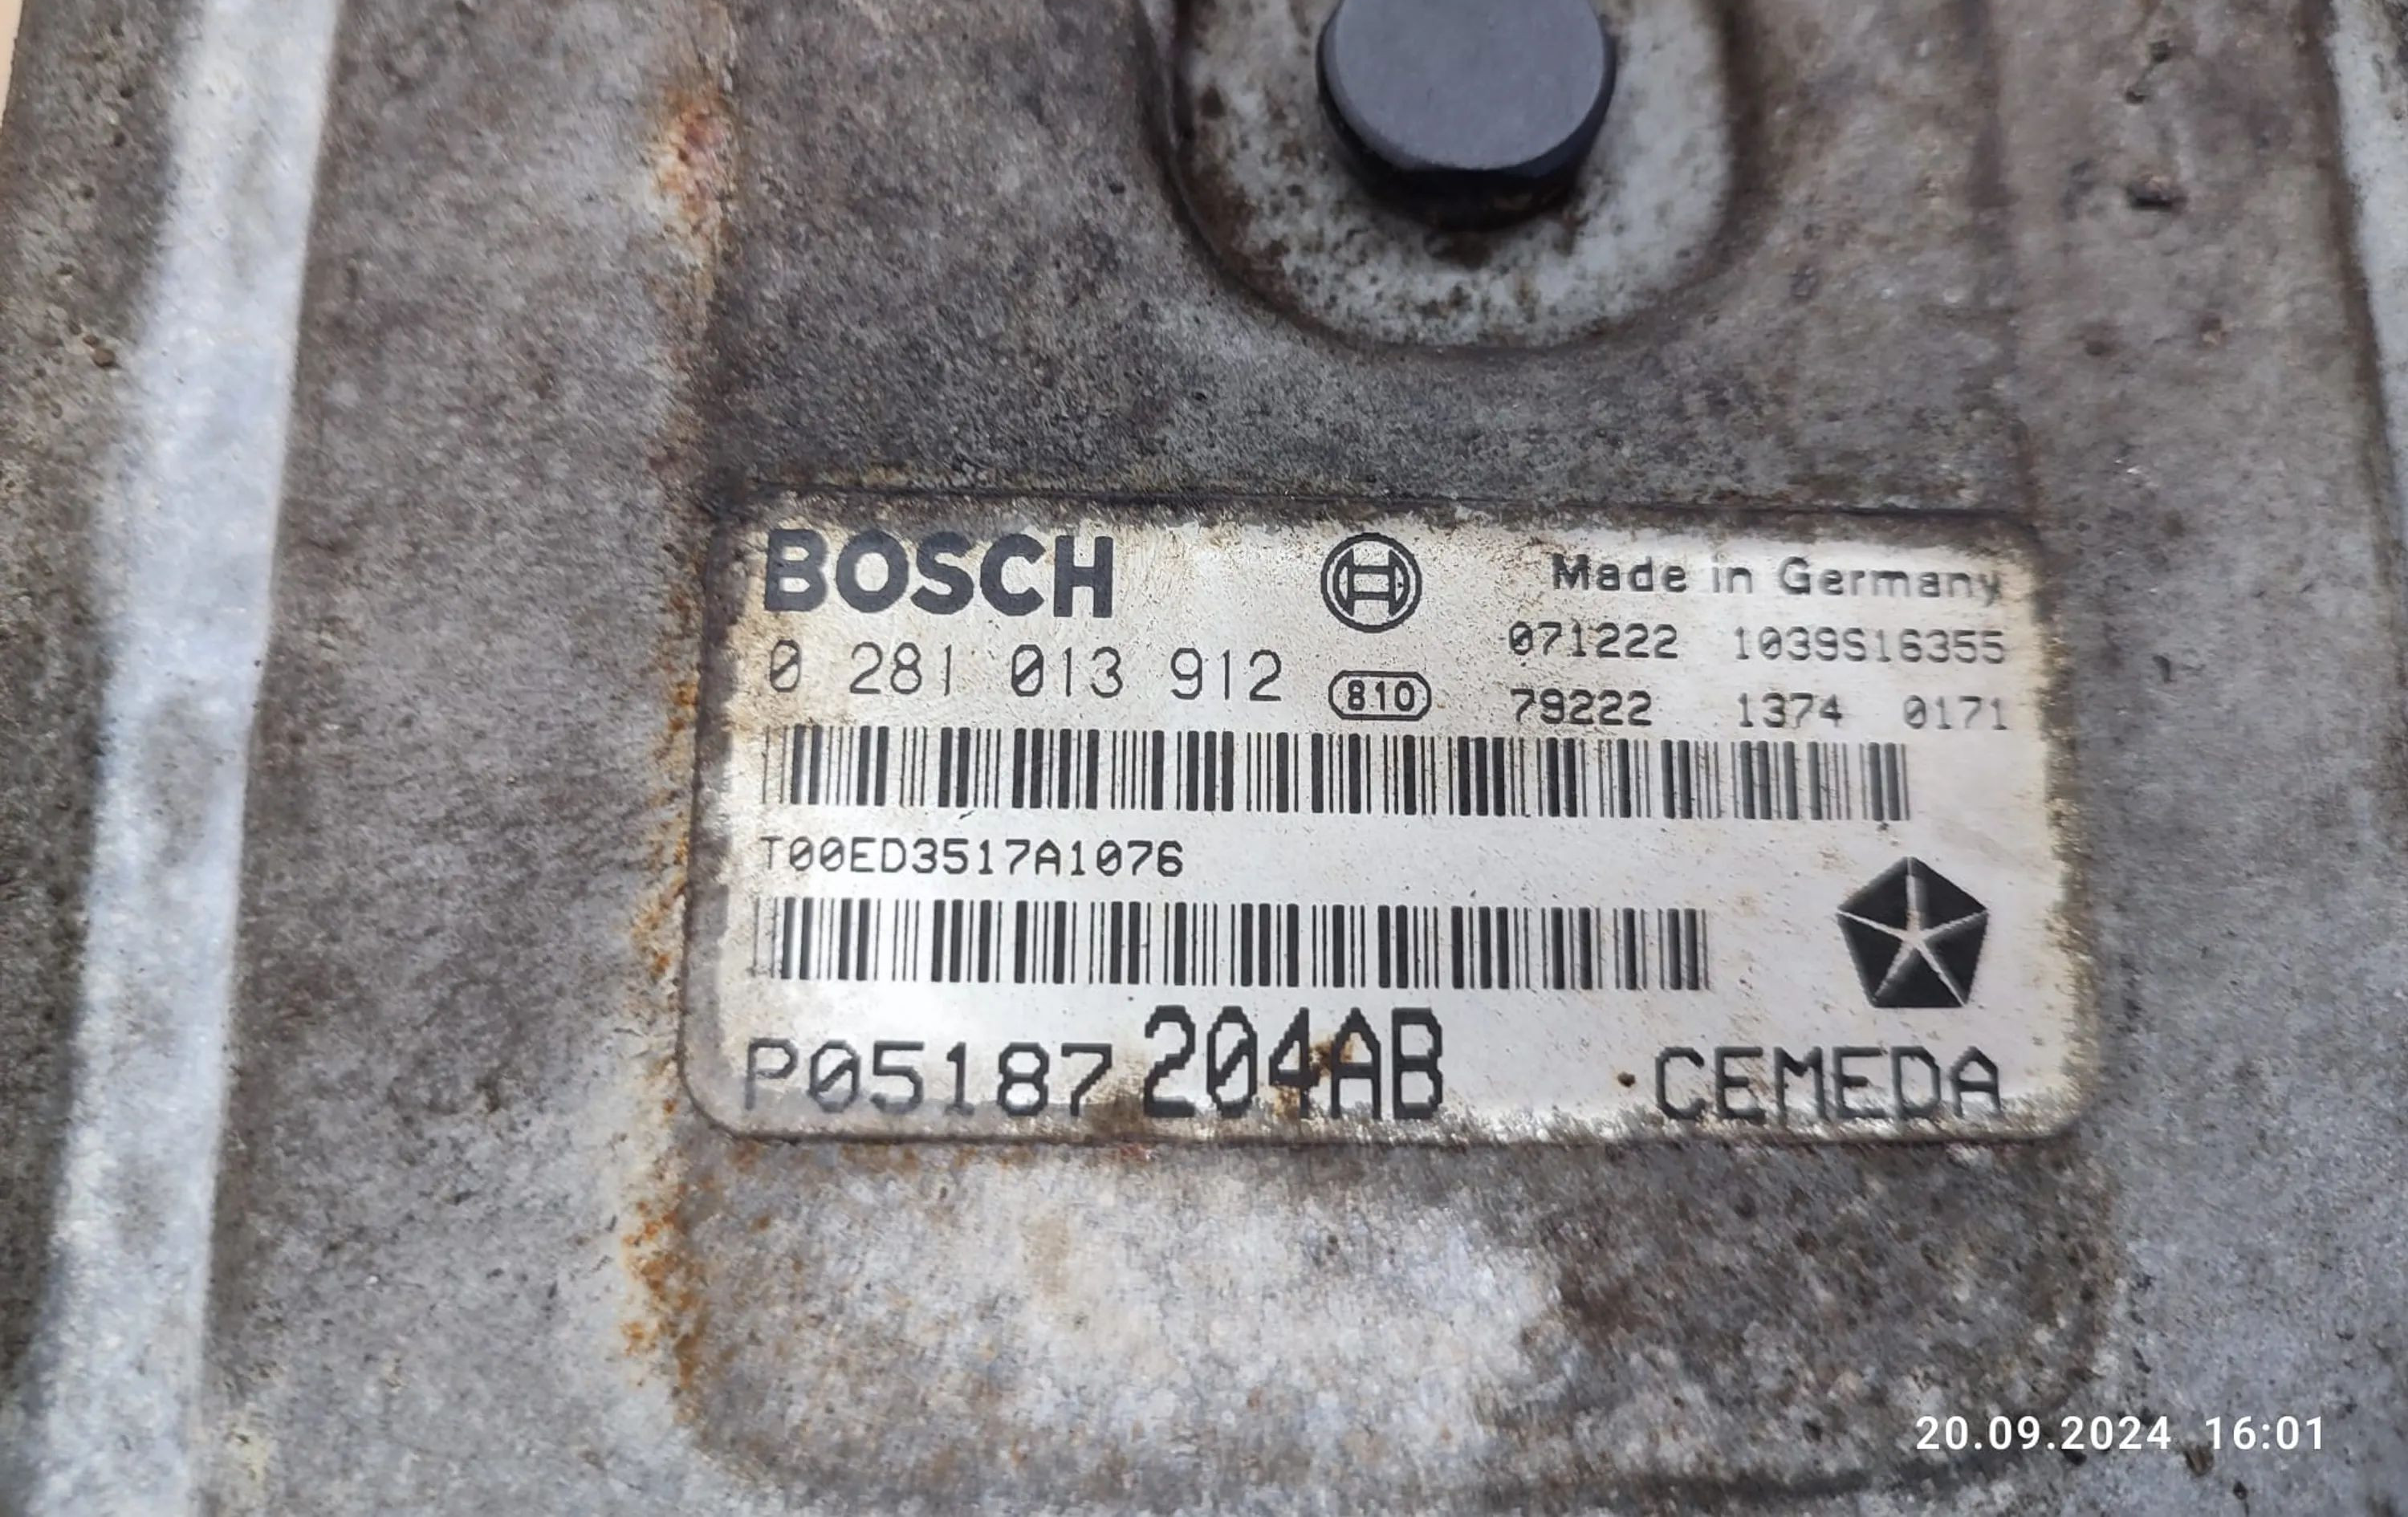 BOSCH
Made in Germany
0 281 013 912
810
071222 1039S16355
79222 1374 0171
T00ED3517A1076
P05187204AB
CEMEDA
20.09.2024 16:01